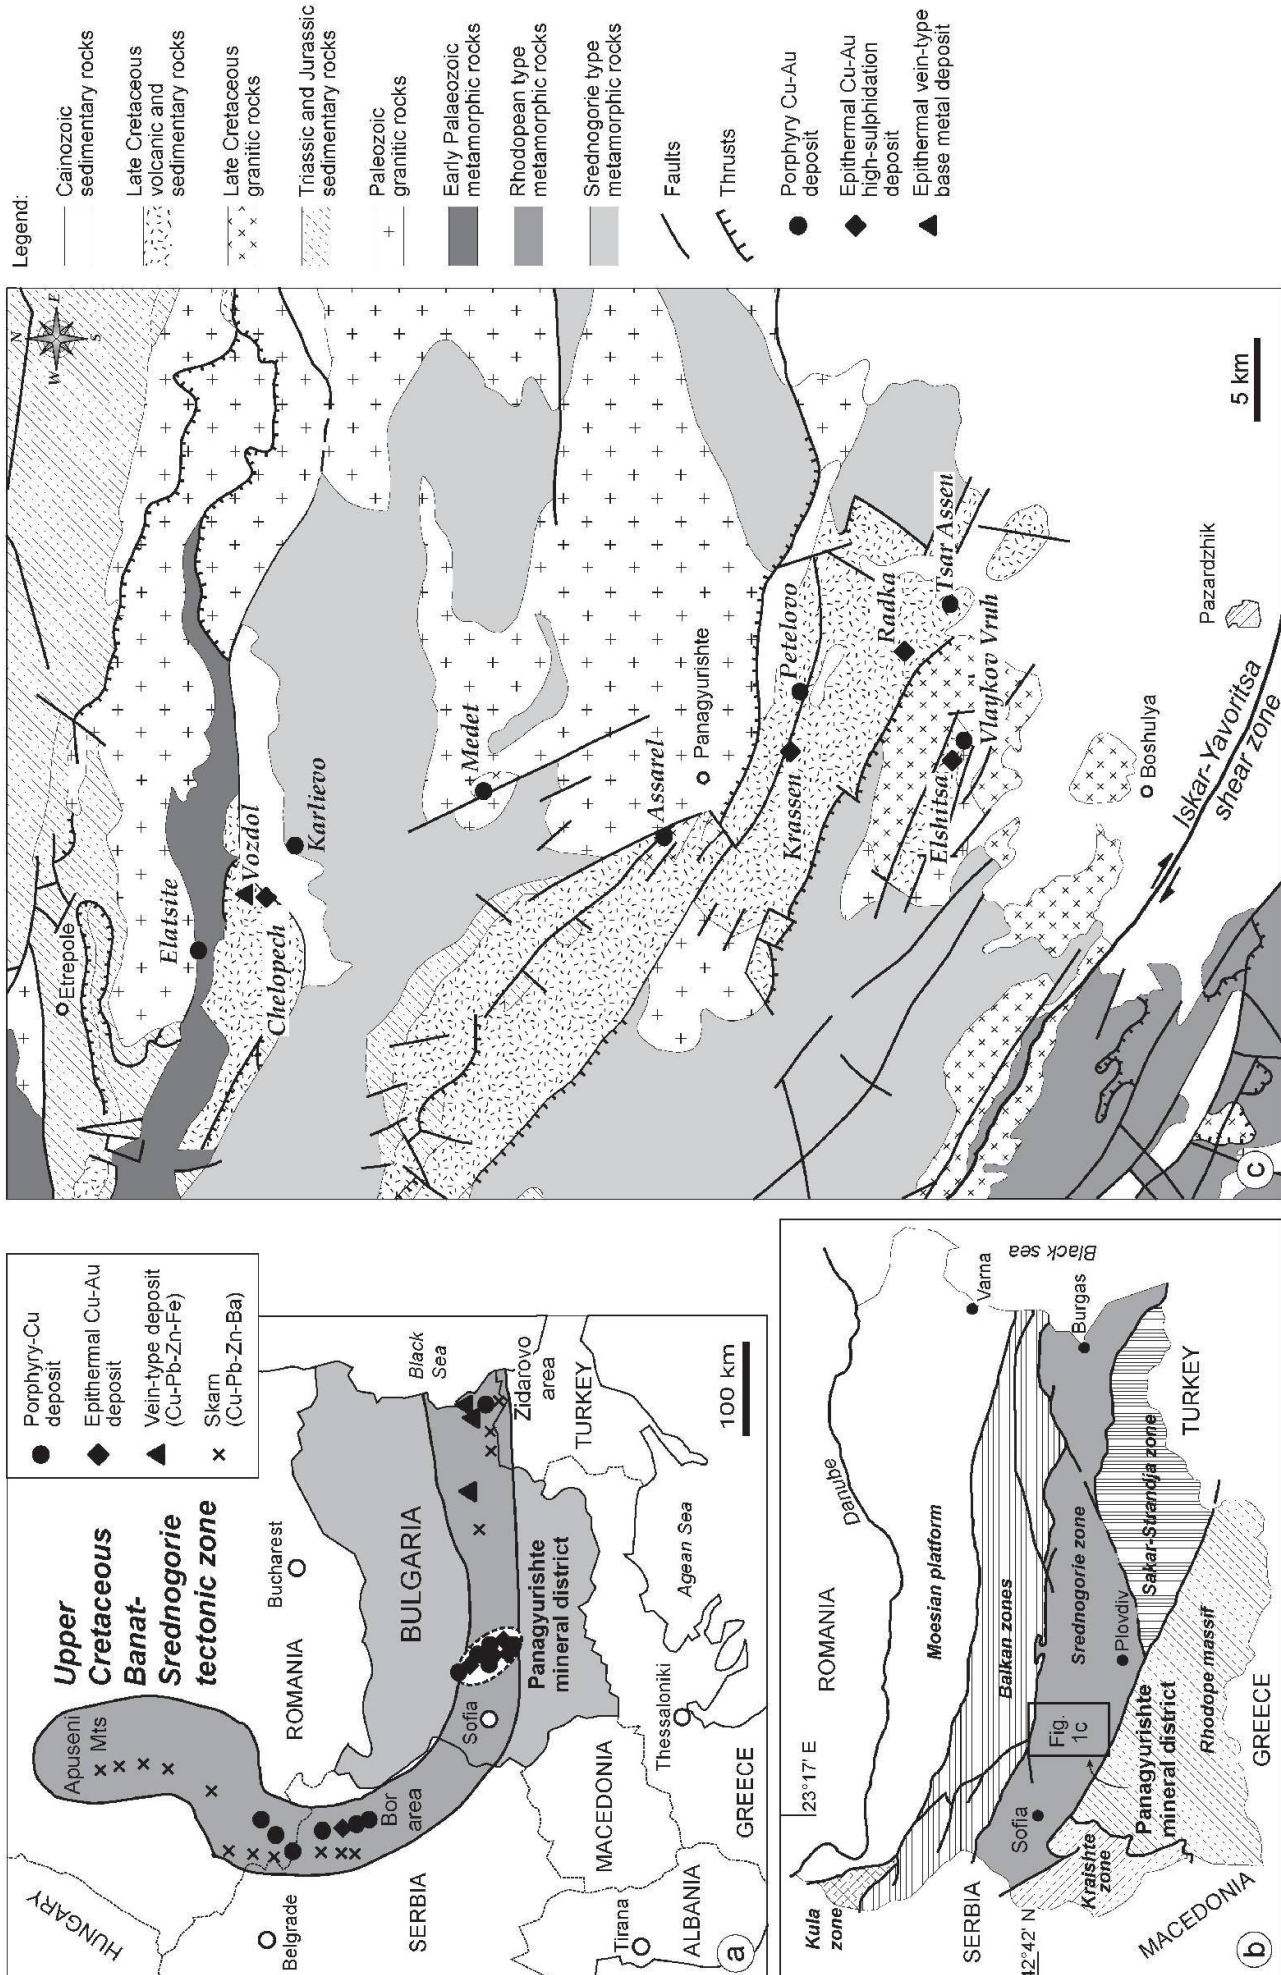 Upper
Cretaceous
Banat-
Srednogorie
tectonic zone
Porphyry-Cu
deposit
Epithermal Cu-Au
deposit
Vein-type deposit
(Cu-Pb-Zn-Fe)
Skarn
(Cu-Pb-Zn-Ba)
HUNGARY
Apuseni
Mts
ROMANIA
Bucharest
Belgrade
SERBIA
Bor
area
BULGARIA
Black
Sea
Sofia
Panagyurishte
mineral district
Zidarovo
area
TURKEY
MACEDONIA
Tirana
ALBANIA
Thessaloniki
GREECE
Agean Sea
100 km
a
23°17' E
ROMANIA
Danube
Kula
zone
Moesian platform
Varna
Black sea
SERBIA
Balkan zones
42°42' N
Sofia
Fig.
1c
Srednogorie zone
Burgas
Kraishte
zone
Plovdiv
Panagyurishte
mineral district
Sakar-Strandja zone
Rhodope massif
TURKEY
MACEDONIA
GREECE
b
N
W
E
S
Etrepole
Elatsite
Vozdol
Chelopech
Karlievo
Medet
Assarel
Panagyurishte
Krassen
Petelovo
Radka
Elshitsa
Vlaykov Vruh
Tsar Assen
Boshulya
Pazardzhik
Iskar-Yavoritsa
shear zone
5 km
c
Legend:
Cainozoic
sedimentary rocks
Late Cretaceous
volcanic and
sedimentary rocks
Late Cretaceous
granitic rocks
Triassic and Jurassic
sedimentary rocks
Paleozoic
granitic rocks
Early Palaeozoic
metamorphic rocks
Rhodopean type
metamorphic rocks
Srednogorie type
metamorphic rocks
Faults
Thrusts
Porphyry Cu-Au
deposit
Epithermal Cu-Au
high-sulphidation
deposit
Epithermal vein-type
base metal deposit